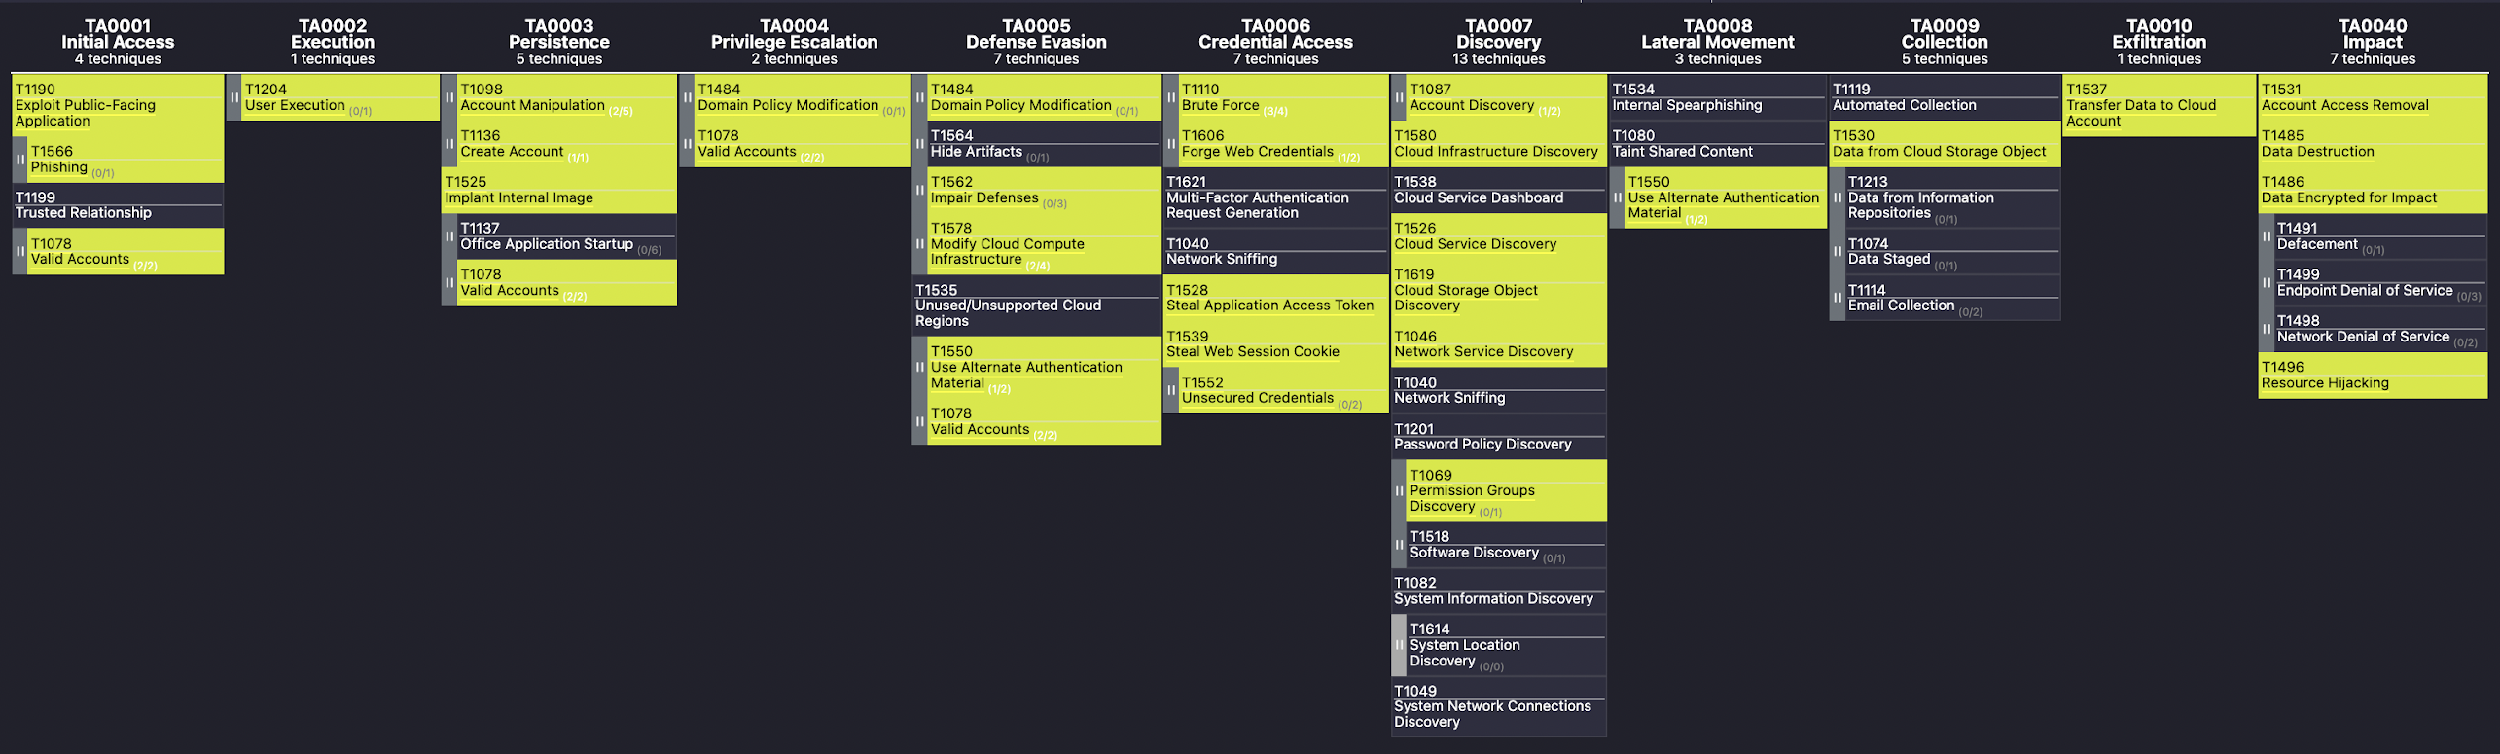 TA0001
Initial Access
4 techniques
T1190
Exploit Public-Facing
Application
T1566
Phishing (0/1)
T1199
Trusted Relationship
T1078
Valid Accounts (2/2)
TA0002
Execution
1 techniques
T1204
User Execution (0/1)
TA0003
Persistence
5 techniques
T1098
Account Manipulation (2/5)
T1136
Create Account (1/1)
T1525
Implant Internal Image
T1137
Office Application Startup (0/6)
T1078
Valid Accounts (2/2)
TA0004
Privilege Escalation
2 techniques
T1484
Domain Policy Modification (0/1)
T1078
Valid Accounts (2/2)
TA0005
Defense Evasion
7 techniques
T1484
Domain Policy Modification (0/1)
T1564
Hide Artifacts (0/1)
T1562
Impair Defenses (0/3)
T1578
Modify Cloud Compute
Infrastructure (2/4)
T1535
Unused/Unsupported Cloud
Regions
T1550
Use Alternate Authentication
Material (1/2)
T1078
Valid Accounts (2/2)
TA0006
Credential Access
7 techniques
T1110
Brute Force (3/4)
T1606
Forge Web Credentials (1/2)
T1621
Multi-Factor Authentication
Request Generation
T1040
Network Sniffing
T1528
Steal Application Access Token
T1539
Steal Web Session Cookie
T1552
Unsecured Credentials (0/2)
TA0007
Discovery
13 techniques
T1087
Account Discovery (1/2)
T1580
Cloud Infrastructure Discovery
T1538
Cloud Service Dashboard
T1526
Cloud Service Discovery
T1619
Cloud Storage Object
Discovery
T1046
Network Service Discovery
T1040
Network Sniffing
T1201
Password Policy Discovery
T1069
Permission Groups
Discovery (0/1)
T1518
Software Discovery (0/1)
T1082
System Information Discovery
T1614
System Location
Discovery (0/0)
T1049
System Network Connections
Discovery
TA0008
Lateral Movement
3 techniques
T1534
Internal Spearphishing
T1080
Taint Shared Content
T1550
Use Alternate Authentication
Material (1/2)
TA0009
Collection
5 techniques
T1119
Automated Collection
T1530
Data from Cloud Storage Object
T1213
Data from Information
Repositories (0/1)
T1074
Data Staged (0/1)
T1114
Email Collection (0/2)
TA0010
Exfiltration
1 techniques
T1537
Transfer Data to Cloud
Account
TA0040
Impact
7 techniques
T1531
Account Access Removal
T1485
Data Destruction
T1486
Data Encrypted for Impact
T1491
Defacement (0/1)
T1499
Endpoint Denial of Service (0/3)
T1498
Network Denial of Service (0/2)
T1496
Resource Hijacking